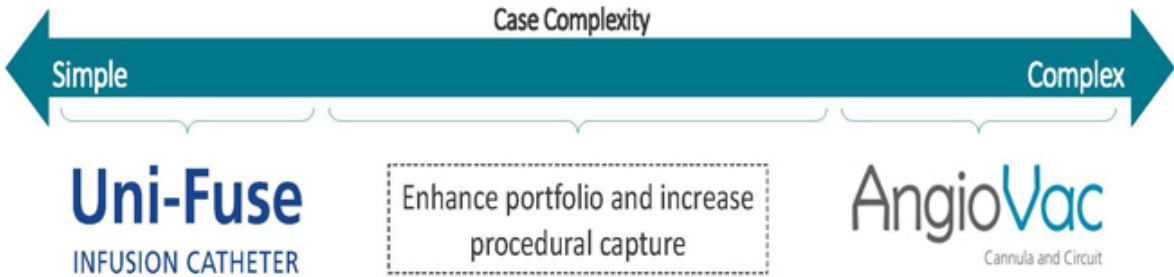 Case Complexity
Simple
Complex
Uni-Fuse
INFUSION CATHETER
Enhance portfolio and increase
procedural capture
AngioVac
Cannula and Circuit